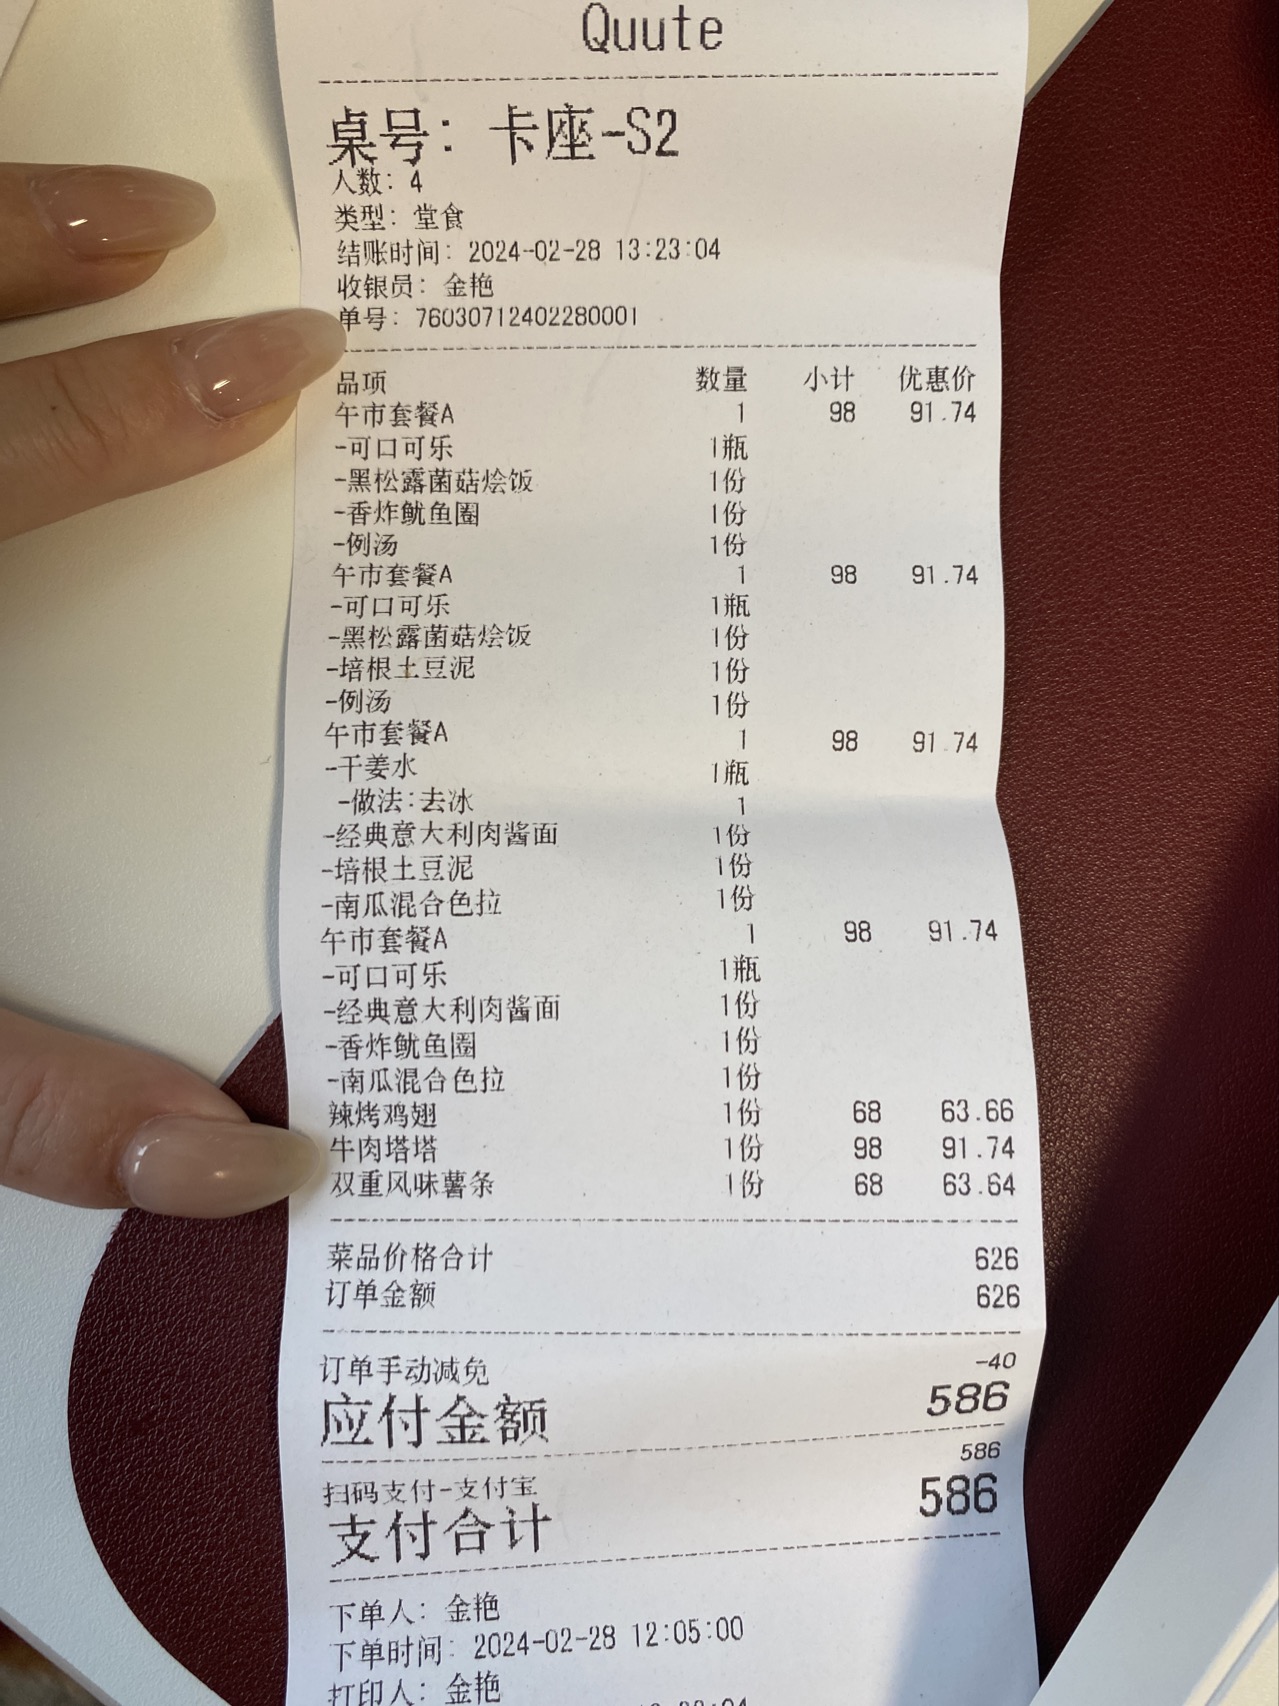 Quute
桌号: 卡座-S2
人数: 4
类型: 堂食
结账时间: 2024-02-28 13:23:04
收银员: 金艳
单号: 76030712402280001
品项 数量 小计 优惠价
午市套餐A 1 98 91.74
-可口可乐 1瓶
-黑松露菌菇烩饭 1份
-香炸鱿鱼圈 1份
-例汤 1份
午市套餐A 1 98 91.74
-可口可乐 1瓶
-黑松露菌菇烩饭 1份
-培根土豆泥 1份
-例汤 1份
午市套餐A 1 98 91.74
-干姜水 1瓶
-做法:去冰 1
-经典意大利肉酱面 1份
-培根土豆泥 1份
-南瓜混合色拉 1份
午市套餐A 1 98 91.74
-可口可乐 1瓶
-经典意大利肉酱面 1份
-香炸鱿鱼圈 1份
-南瓜混合色拉 1份
辣烤鸡翅 1份 68 63.66
牛肉塔塔 1份 98 91.74
双重风味薯条 1份 68 63.64
菜品价格合计 626
订单金额 626
订单手动减免 -40
应付金额 586
扫码支付-支付宝 586
支付合计 586
下单人: 金艳
下单时间: 2024-02-28 12:05:00
打印人: 金艳